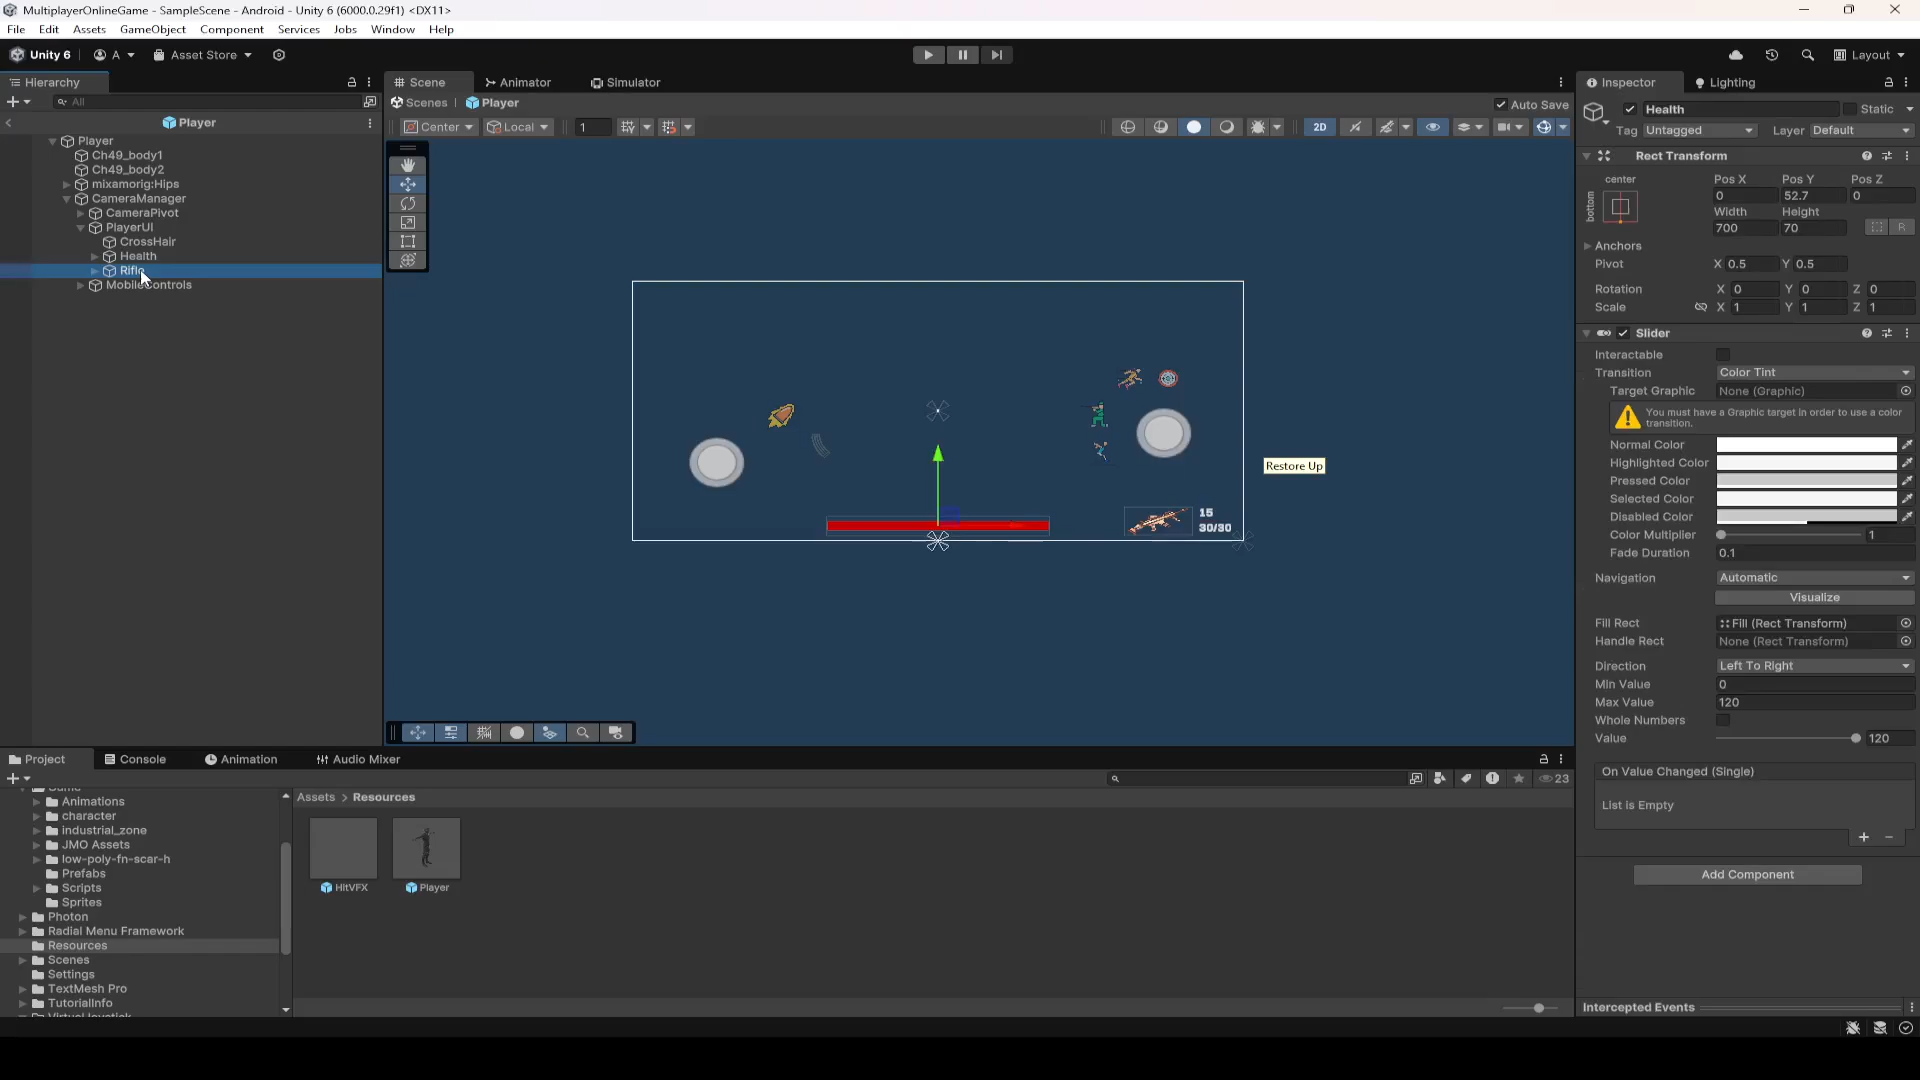 MultiplayerOnlineGame - SampleScene - Android - Unity 6 (6000.0.29f1) <DX11>
File Edit Assets GameObject Component Services Jobs Window Help
Unity 6 A Asset Store Layout
Hierarchy Scene Animator Simulator Inspector Lighting
All Scenes Player Auto Save
Player
Center Local 1 2D
Player
Ch49_body1
Ch49_body2
mixamorig:Hips
CameraManager
CameraPivot
PlayerUI
CrossHair
Health
Rifle
MobileControls
Restore Up
15
30/30
Health Static
Tag Untagged Layer Default
Rect Transform
center
bottom
Pos X Pos Y Pos Z
0 52.7 0
Width Height
700 70 R
Anchors
Pivot X 0.5 Y 0.5
Rotation X 0 Y 0 Z 0
Scale X 1 Y 1 Z 1
Slider
Interactable
Transition Color Tint
Target Graphic None (Graphic)
You must have a Graphic target in order to use a color
transition.
Normal Color
Highlighted Color
Pressed Color
Selected Color
Disabled Color
Color Multiplier 1
Fade Duration 0.1
Navigation Automatic
Visualize
Fill Rect Fill (Rect Transform)
Handle Rect None (Rect Transform)
Direction Left To Right
Min Value 0
Max Value 120
Whole Numbers
Value 120
On Value Changed (Single)
List is Empty
Add Component
Intercepted Events
Project Console Animation Audio Mixer
23
Assets > Resources
Animations
character
industrial_zone
JMO Assets
low-poly-fn-scar-h
Prefabs
Scripts
Sprites
Photon
Radial Menu Framework
Resources
Scenes
Settings
TextMesh Pro
TutorialInfo
HitVFX Player